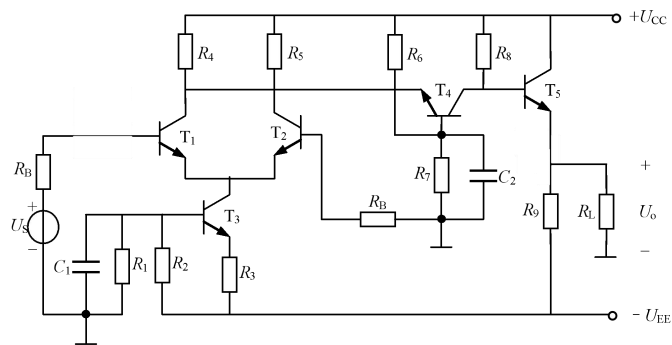 +U_CC
R_4
R_5
R_6
R_8
T_4
T_5
T_1
T_2
R_B
+
U_S
−
R_7
C_2
R_B
T_3
R_9
R_L
+
U_o
−
C_1
R_1
R_2
R_3
−U_EE